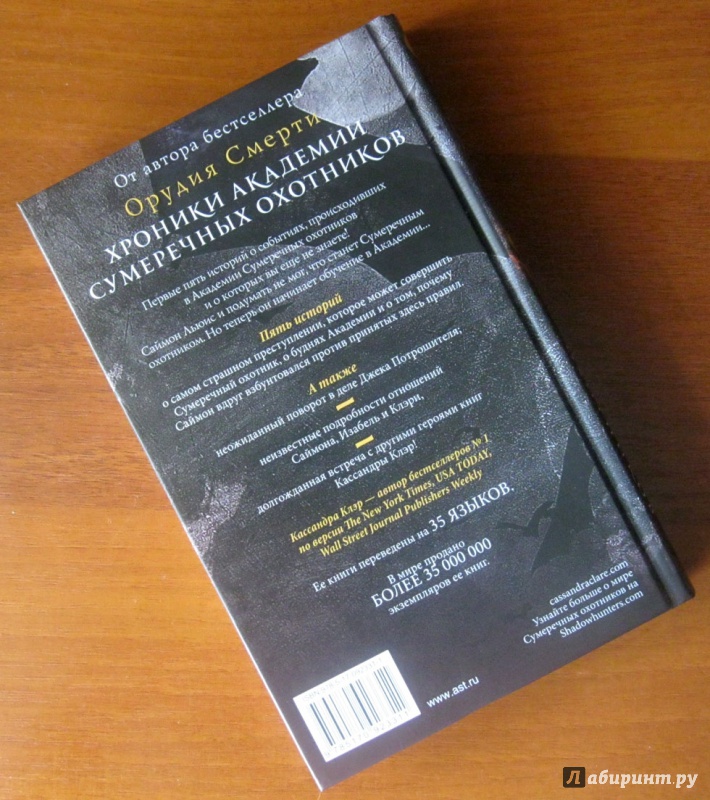 От автора бестселлера
Орудия Смерти
ХРОНИКИ АКАДЕМИИ
СУМЕРЕЧНЫХ ОХОТНИКОВ
Первые пять историй о событиях, происходивших
в Академии Сумеречных охотников
и о которых вы еще не знаете!
Саймон Льюис и подумать не мог, что станет Сумеречным
охотником. Но теперь он начинает обучение в Академии...
Пять историй
о самом страшном преступлении, которое может совершить
Сумеречный охотник, о буднях Академии и о том, почему
Саймон вдруг взбунтовался против принятых здесь правил.
А также
неожиданный поворот в деле Джека Потрошителя;
неизвестные подробности отношений
Саймона, Изабель и Клэри,
долгожданная встреча с другими героями книг
Кассандры Клэр!
Кассандра Клэр — автор бестселлеров № 1
по версии The New York Times, USA TODAY,
Wall Street Journal Publishers Weekly
Ее книги переведены на 35 ЯЗЫКОВ.
В мире продано
БОЛЕЕ 35 000 000
экземпляров ее книг.
cassandraclare.com
Узнайте больше о мире
Сумеречных охотников на
Shadowhunters.com
www.ast.ru
Лабиринт.ру